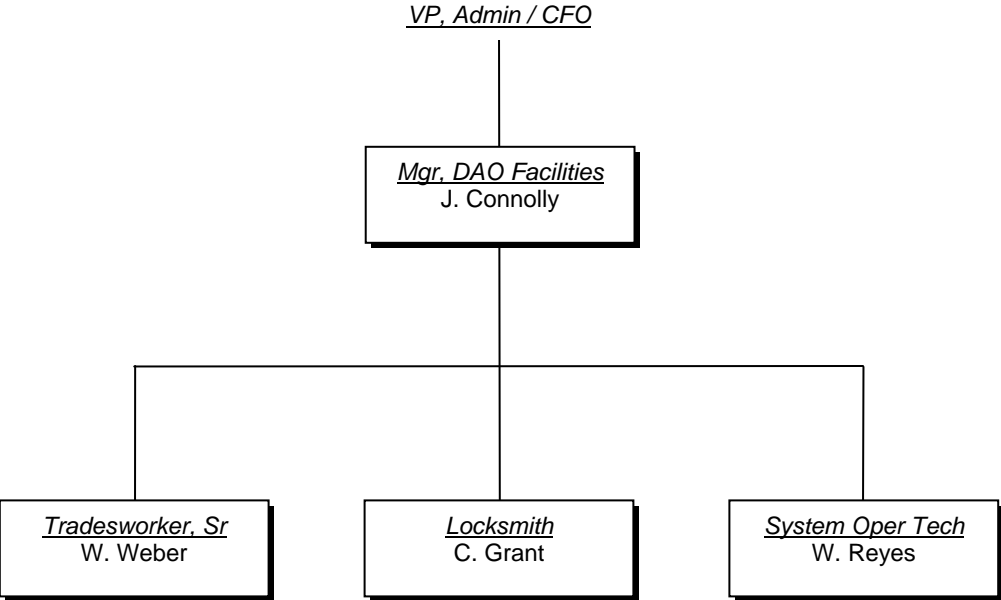 VP, Admin / CFO
Mgr, DAO Facilities
J. Connolly
Tradesworker, Sr
W. Weber
Locksmith
C. Grant
System Oper Tech
W. Reyes